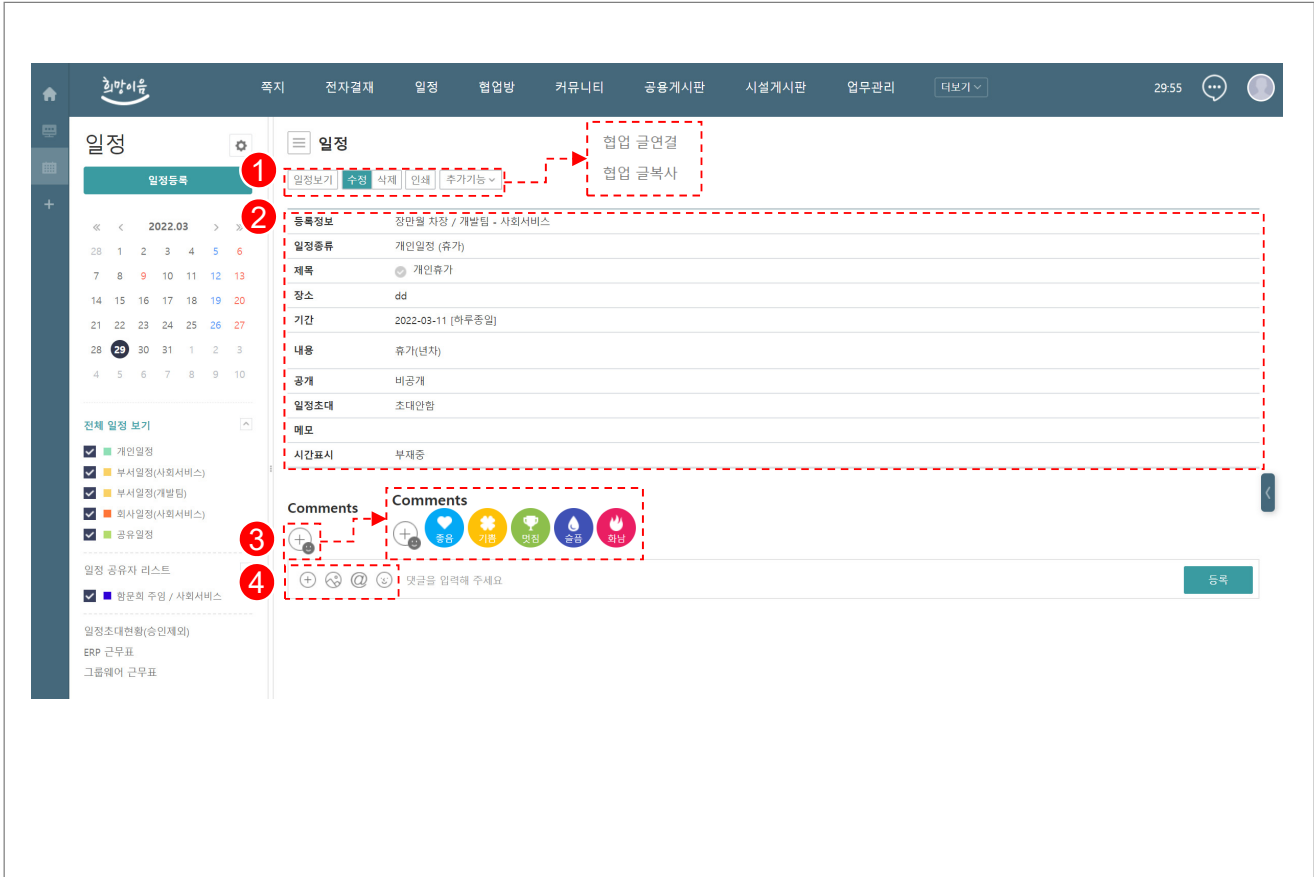 희망이음 쪽지 전자결재 일정 협업방 커뮤니티 공용게시판 시설게시판 업무관리 더보기 29:55
일정
일정등록
« < 2022.03 > »
28 1 2 3 4 5 6
7 8 9 10 11 12 13
14 15 16 17 18 19 20
21 22 23 24 25 26 27
28 29 30 31 1 2 3
4 5 6 7 8 9 10
전체 일정 보기
개인일정
부서일정(사회서비스)
부서일정(개발팀)
회사일정(사회서비스)
공유일정
일정 공유자 리스트
함운희 주임 / 사회서비스
일정초대현황(승인제외)
ERP 근무표
그룹웨어 근무표
일정
1
일정보기 수정 삭제 인쇄 추가기능
협업 글연결
협업 글복사
2
등록정보 장만월 차장 / 개발팀 - 사회서비스
일정종류 개인일정 (휴가)
제목 개인휴가
장소 dd
기간 2022-03-11 [하루종일]
내용 휴가(년차)
공개 비공개
일정초대 초대안함
메모
시간표시 부재중
Comments
3
Comments
좋음 기쁨 멋짐 슬픔 화남
4
@ 댓글을 입력해 주세요 등록